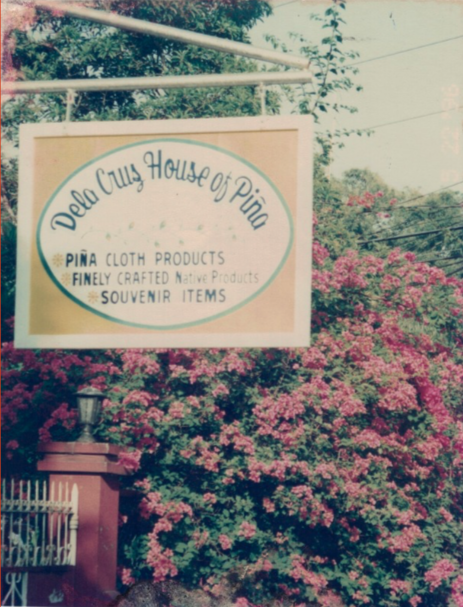 Dela Cruz House of Piña
PIÑA CLOTH PRODUCTS
FINELY CRAFTED Native Products
SOUVENIR ITEMS